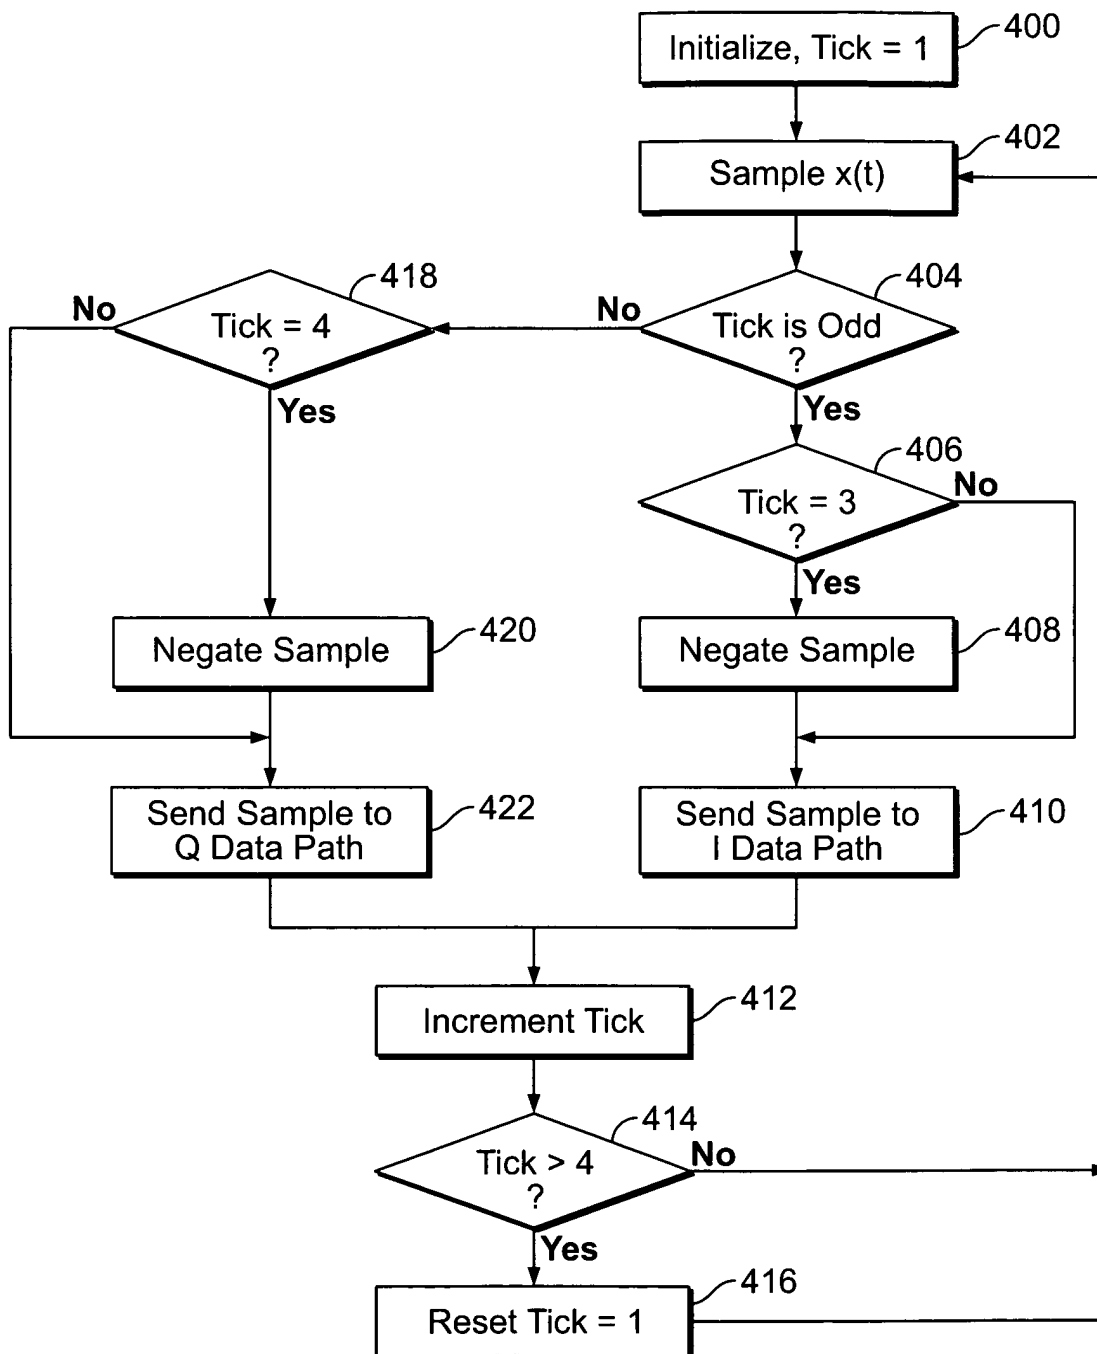 Initialize, Tick = 1
400
Sample x(t)
402
Tick is Odd
?
404
No
Yes
Tick = 4
?
418
No
Yes
Tick = 3
?
406
No
Yes
Negate Sample
420
Negate Sample
408
Send Sample to
Q Data Path
422
Send Sample to
I Data Path
410
Increment Tick
412
Tick > 4
?
414
No
Yes
Reset Tick = 1
416